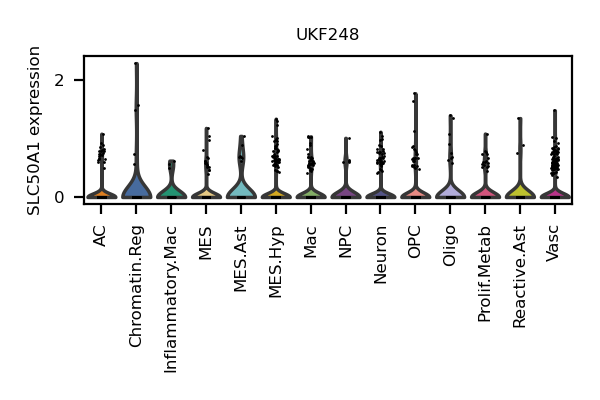 UKF248
SLC50A1 expression
2
0
AC
Chromatin.Reg
Inflammatory.Mac
MES
MES.Ast
MES.Hyp
Mac
NPC
Neuron
OPC
Oligo
Prolif.Metab
Reactive.Ast
Vasc